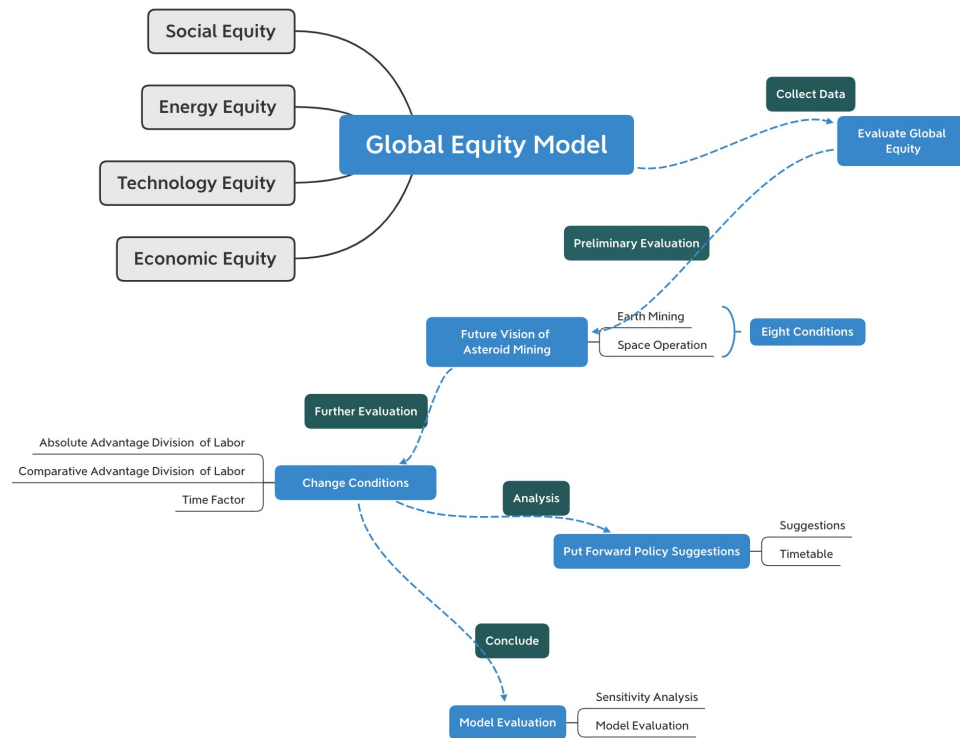 Social Equity
Energy Equity
Technology Equity
Economic Equity
Global Equity Model
Collect Data
Evaluate Global
Equity
Preliminary Evaluation
Future Vision of
Asteroid Mining
Earth Mining
Space Operation
Eight Conditions
Further Evaluation
Absolute Advantage Division of Labor
Comparative Advantage Division of Labor
Time Factor
Change Conditions
Analysis
Put Forward Policy Suggestions
Suggestions
Timetable
Conclude
Model Evaluation
Sensitivity Analysis
Model Evaluation